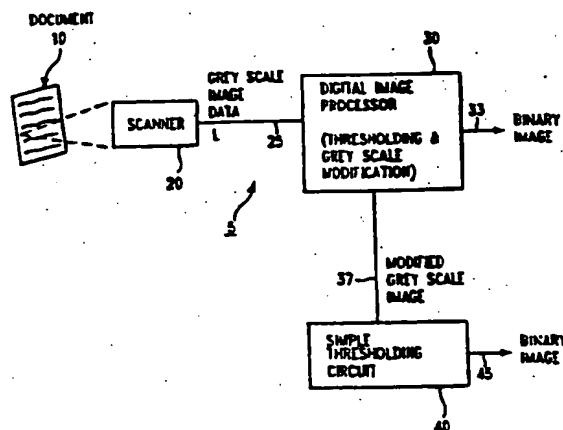 DOCUMENT
10
SCANNER
20
GREY SCALE
IMAGE
DATA
L
25
5
30
DIGITAL IMAGE
PROCESSOR
(THRESHOLDING &
GREY SCALE
MODIFICATION)
33
BINARY
IMAGE
37
MODIFIED
GREY SCALE
IMAGE
SIMPLE
THRESHOLDING
CIRCUIT
40
45
BINARY
IMAGE